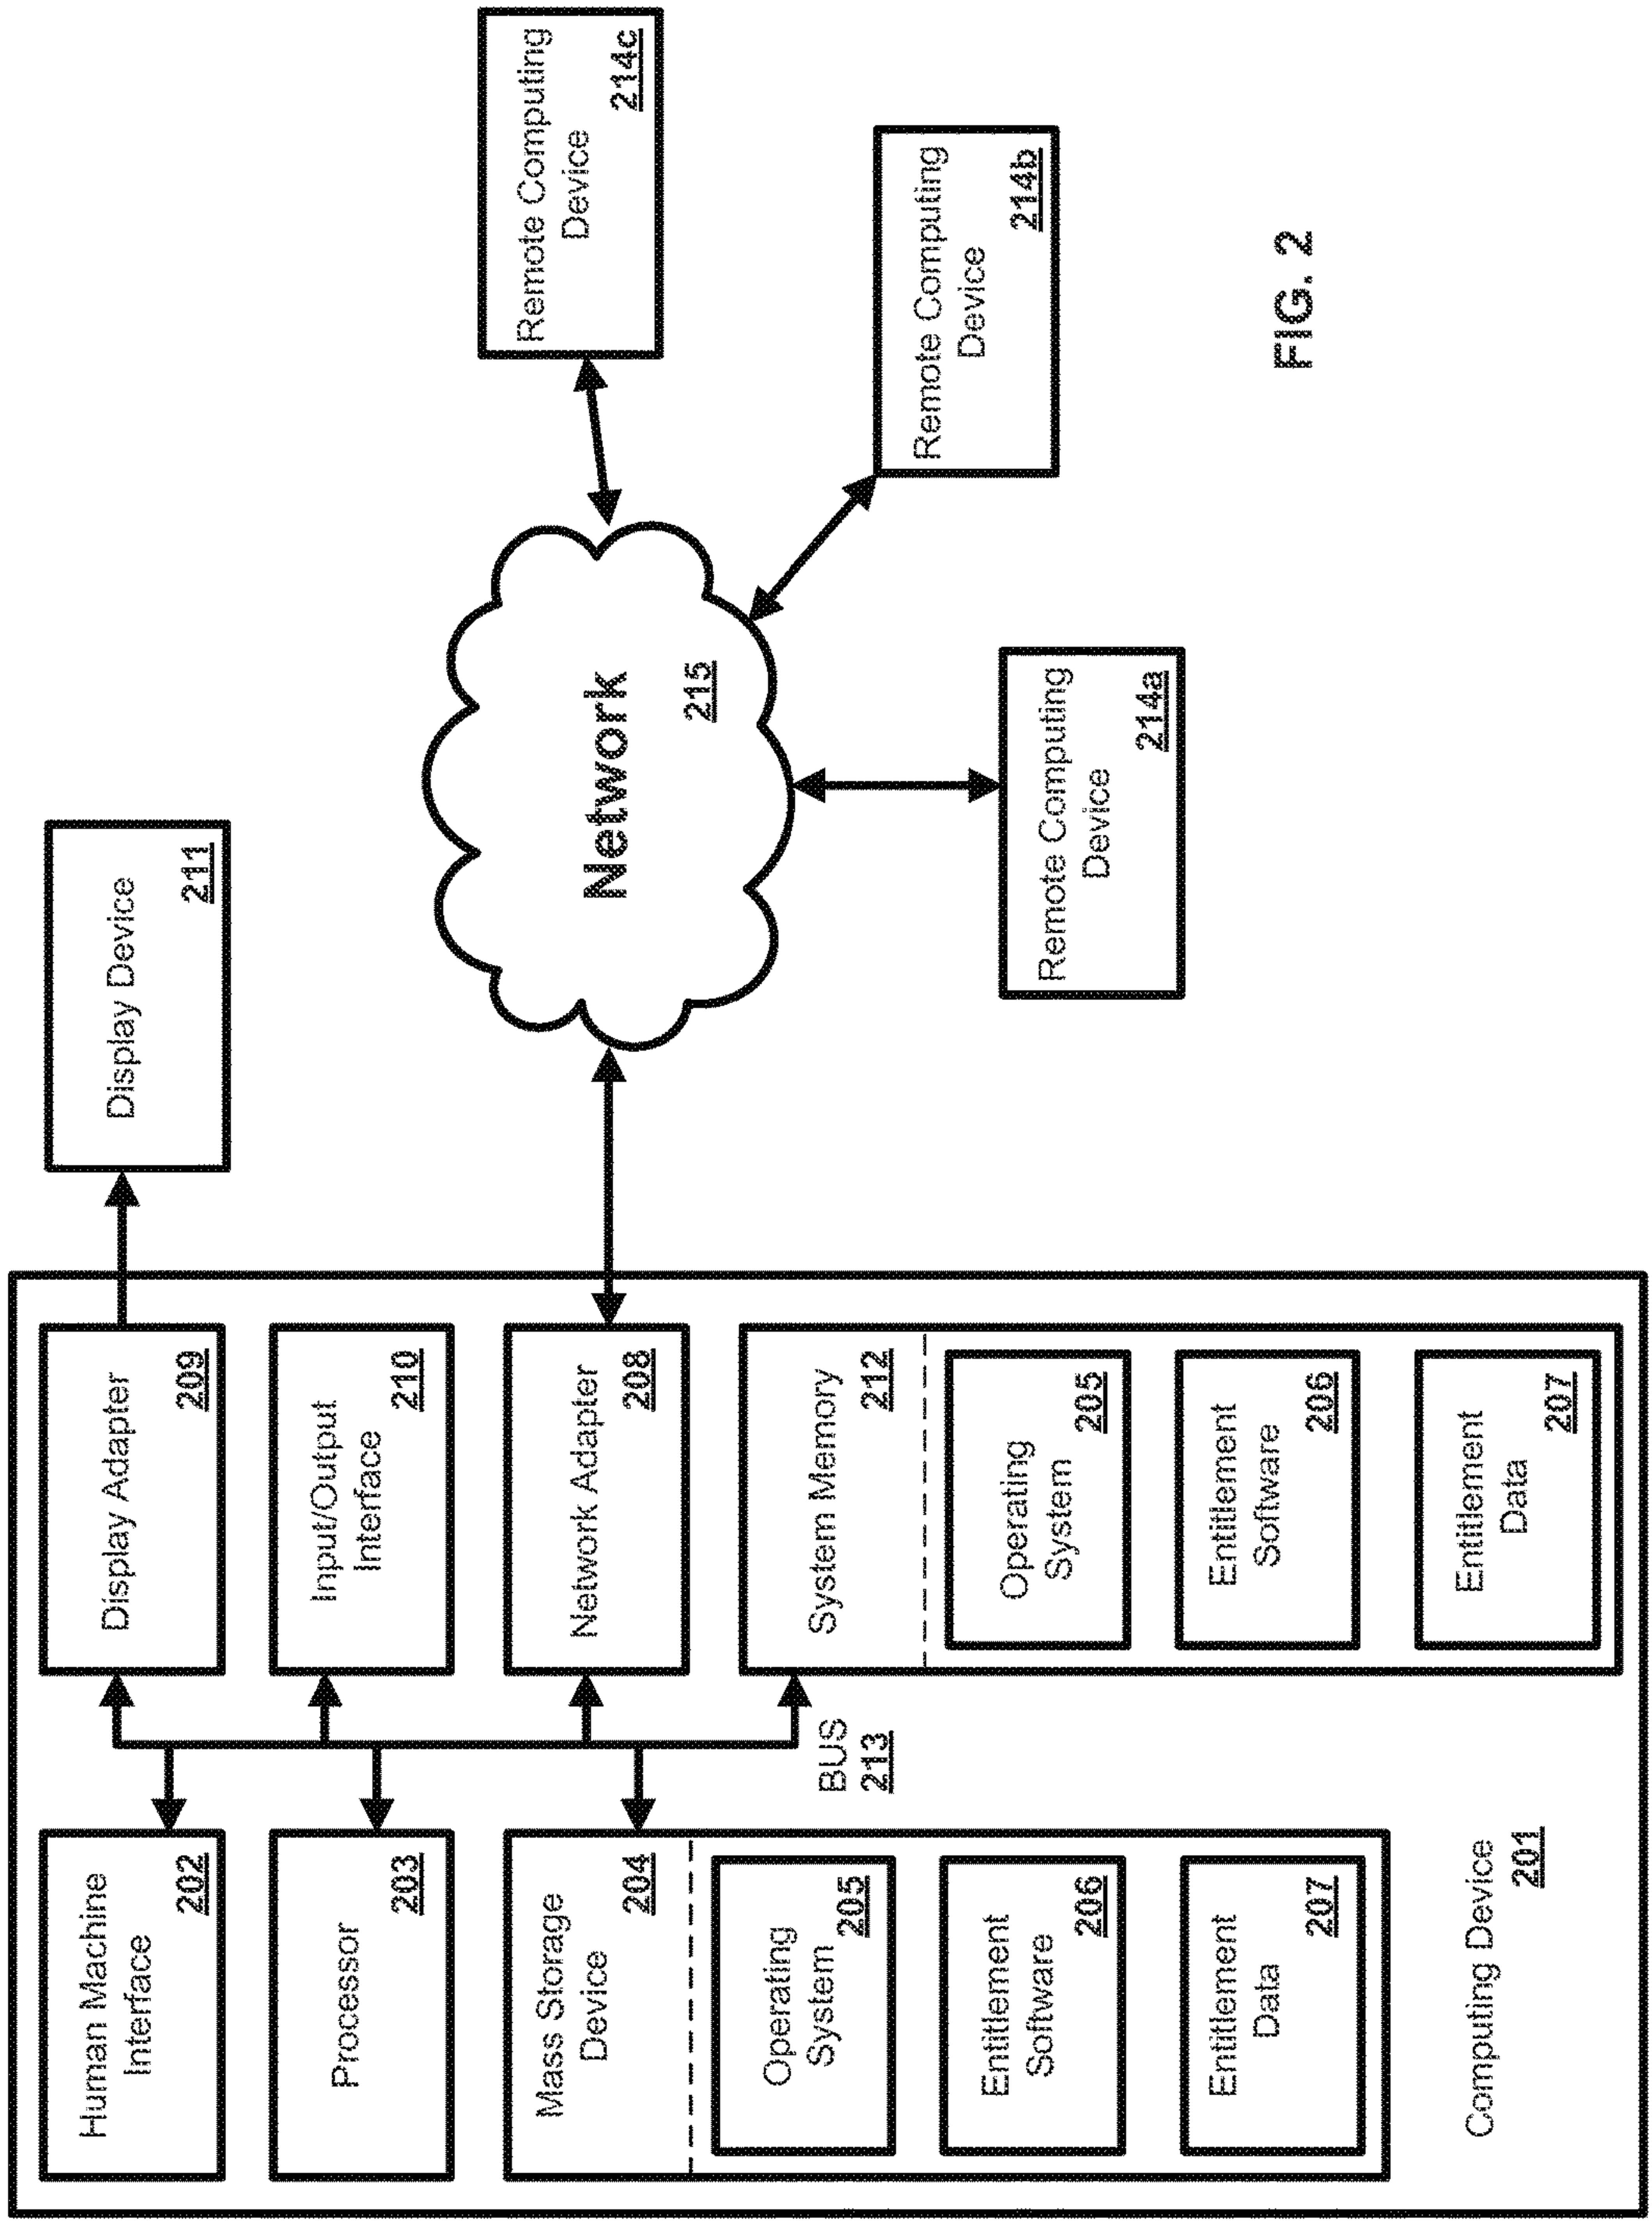 Human Machine
Interface
202
Processor
203
Mass Storage
Device
204
Operating
System
205
Entitlement
Software
206
Entitlement
Data
207
Display Adapter
209
Input/Output
Interface
210
Network Adapter
208
System Memory
212
Operating
System
205
Entitlement
Software
206
Entitlement
Data
207
BUS
213
Computing Device
201
Display Device
211
Network
215
Remote Computing
Device
214a
Remote Computing
Device
214b
Remote Computing
Device
214c
FIG. 2